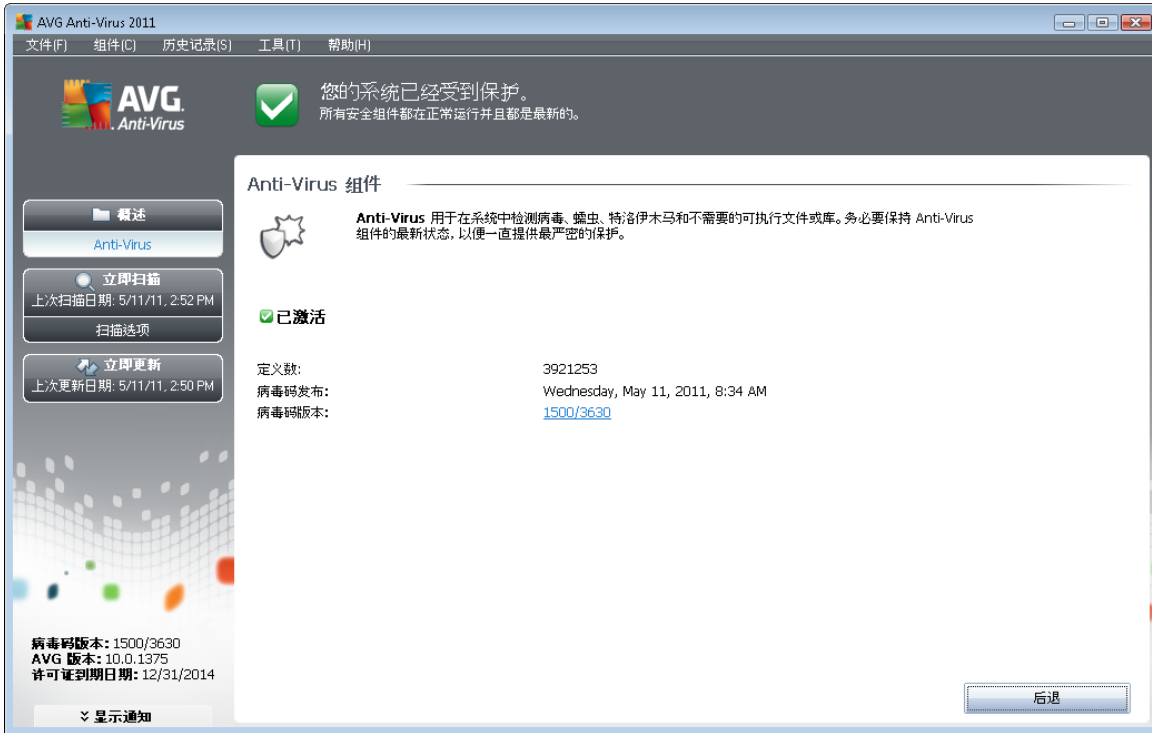 AVG Anti-Virus 2011
文件(F) 组件(C) 历史记录(S) 工具(T) 帮助(H)
AVG.
Anti-Virus
您的系统已经受到保护。
所有安全组件都在正常运行并且都是最新的。
概述
Anti-Virus
立即扫描
上次扫描日期: 5/11/11, 2:52 PM
扫描选项
立即更新
上次更新日期: 5/11/11, 2:50 PM
病毒码版本: 1500/3630
AVG 版本: 10.0.1375
许可证到期日期: 12/31/2014
显示通知
Anti-Virus 组件
Anti-Virus 用于在系统中检测病毒、蠕虫、特洛伊木马和不需要的可执行文件或库。务必要保持 Anti-Virus
组件的最新状态, 以便一直提供最严密的保护。
已激活
定义数: 3921253
病毒码发布: Wednesday, May 11, 2011, 8:34 AM
病毒码版本: 1500/3630
后退